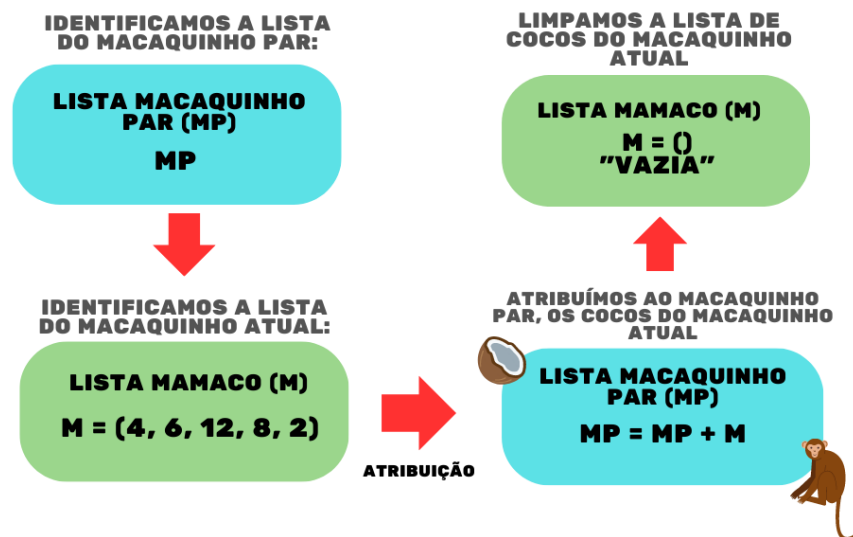 IDENTIFICAMOS A LISTA
DO MACAQUINHO PAR:
LISTA MACAQUINHO
PAR (MP)
MP
IDENTIFICAMOS A LISTA
DO MACAQUINHO ATUAL:
LISTA MAMACO (M)
M = (4, 6, 12, 8, 2)
ATRIBUIÇÃO
ATRIBUÍMOS AO MACAQUINHO
PAR, OS COCOS DO MACAQUINHO
ATUAL
LISTA MACAQUINHO
PAR (MP)
MP = MP + M
LIMPAMOS A LISTA DE
COCOS DO MACAQUINHO
ATUAL
LISTA MAMACO (M)
M = ()
"VAZIA"